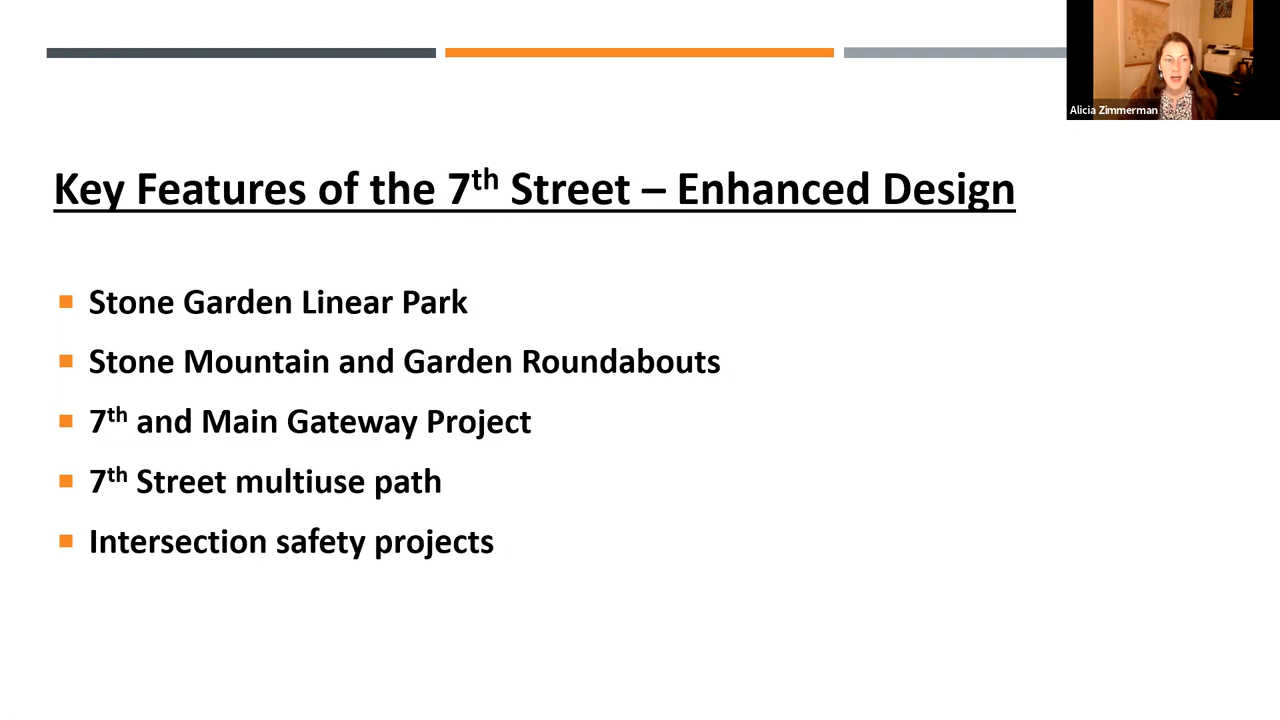 Alicia Zimmerman
Key Features of the 7th Street – Enhanced Design
Stone Garden Linear Park
Stone Mountain and Garden Roundabouts
7th and Main Gateway Project
7th Street multiuse path
Intersection safety projects